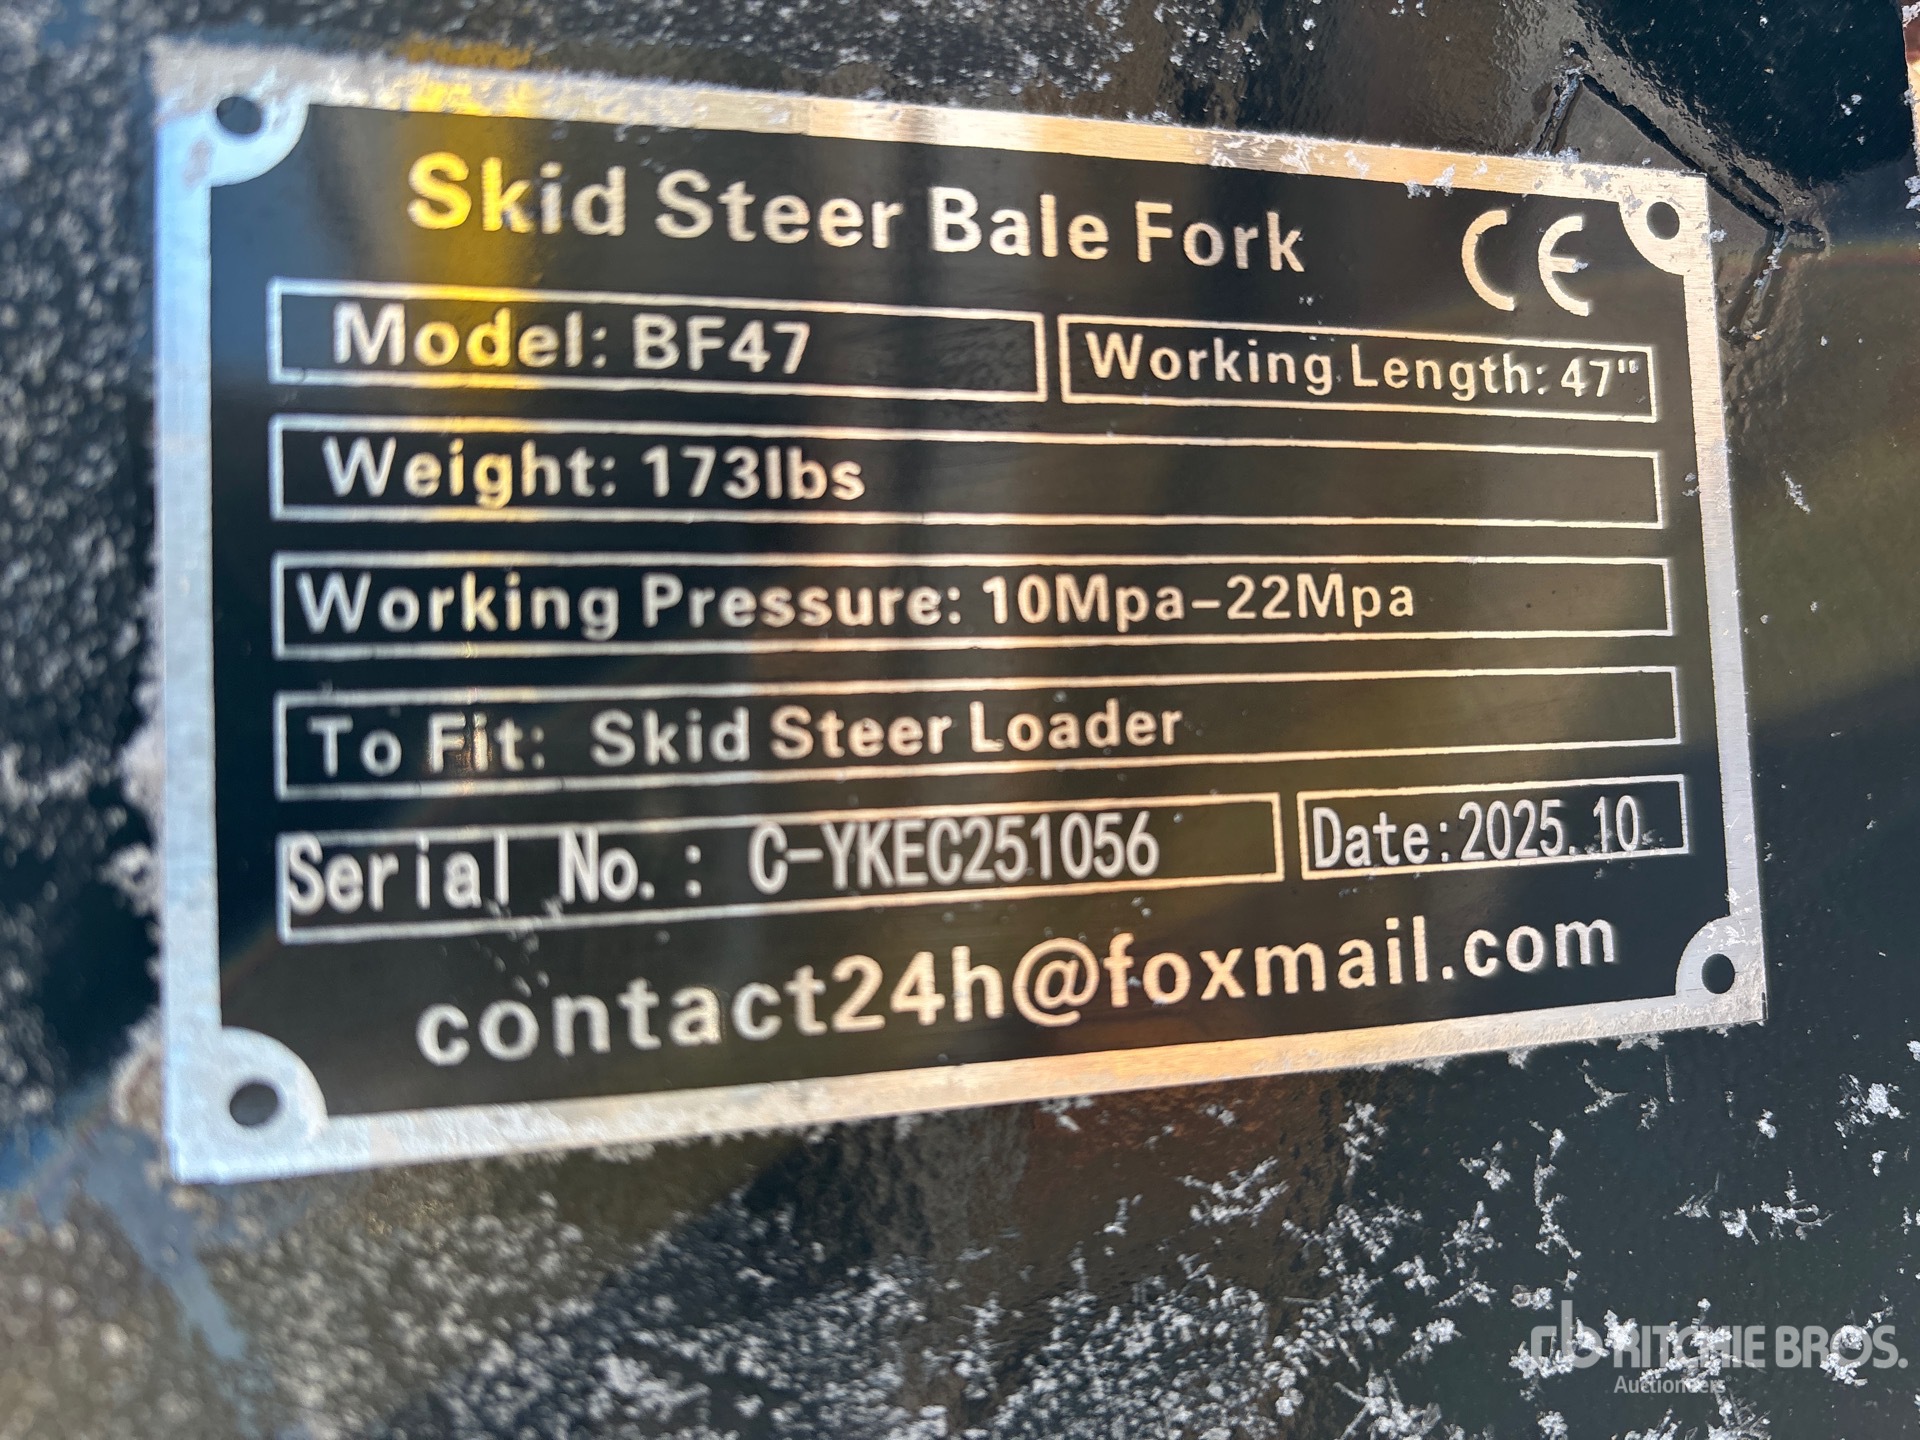 Skid Steer Bale Fork
CE
Model: BF47
Working Length: 47"
Weight: 173lbs
Working Pressure: 10Mpa-22Mpa
To Fit: Skid Steer Loader
Serial No.: C-YKEC251056
Date:2025.10
contact24h@foxmail.com
rb RITCHIE BROS.
Auctioneers